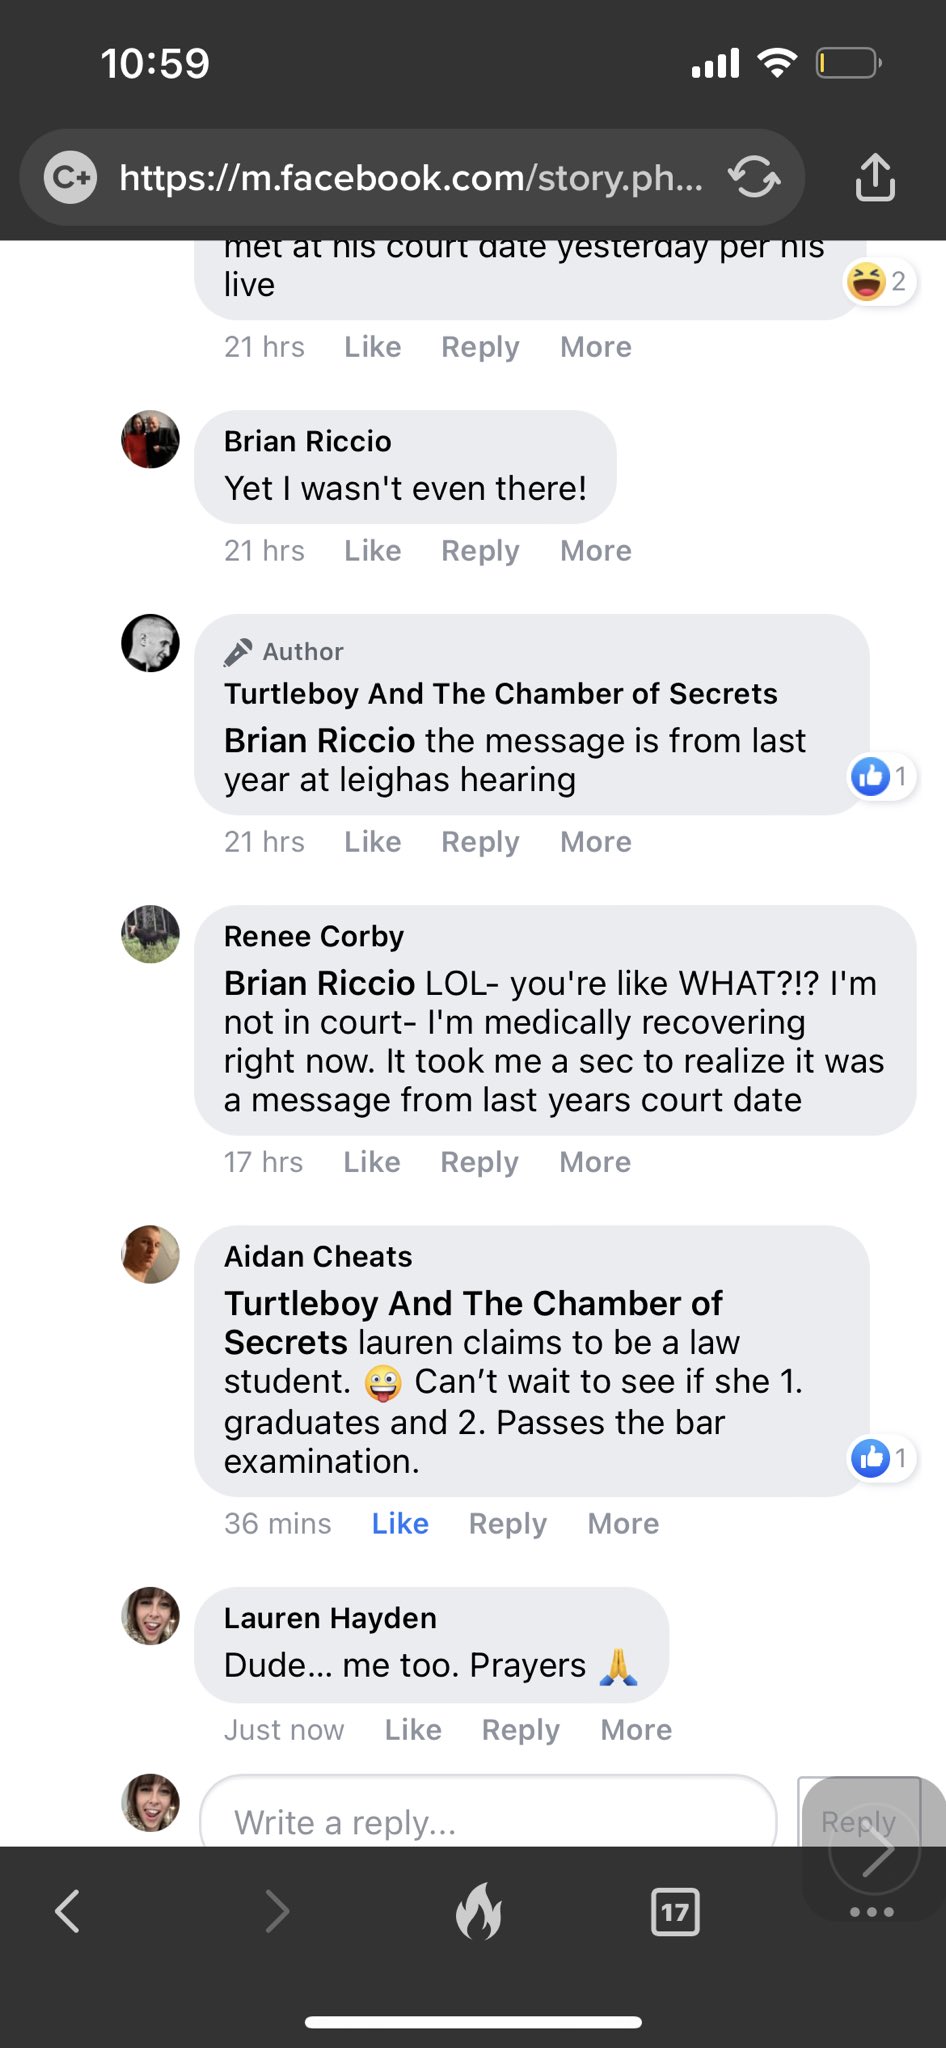 10:59
C+ https://m.facebook.com/story.ph...
met at his court date yesterday per his
live
2
21 hrs Like Reply More
Brian Riccio
Yet I wasn't even there!
21 hrs Like Reply More
Author
Turtleboy And The Chamber of Secrets
Brian Riccio the message is from last
year at leighas hearing
1
21 hrs Like Reply More
Renee Corby
Brian Riccio LOL- you're like WHAT?!? I'm
not in court- I'm medically recovering
right now. It took me a sec to realize it was
a message from last years court date
17 hrs Like Reply More
Aidan Cheats
Turtleboy And The Chamber of
Secrets lauren claims to be a law
student. 🤪 Can’t wait to see if she 1.
graduates and 2. Passes the bar
examination.
1
36 mins Like Reply More
Lauren Hayden
Dude... me too. Prayers 🙏
Just now Like Reply More
Write a reply...
Reply
17